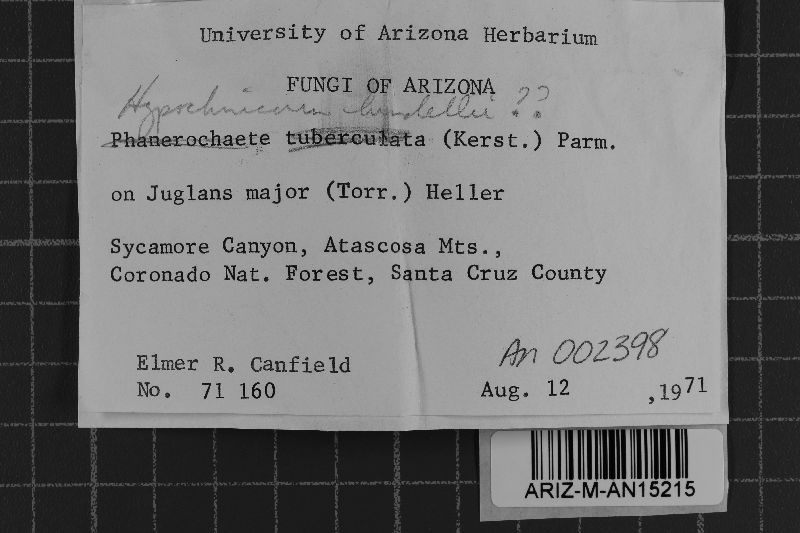 University of Arizona Herbarium
FUNGI OF ARIZONA
Hypochnicium ??
Phanerochaete tuberculata (Kerst.) Parm.
on Juglans major (Torr.) Heller
Sycamore Canyon, Atascosa Mts.,
Coronado Nat. Forest, Santa Cruz County
An 002398
Elmer R. Canfield
No. 71 160
Aug. 12 ,1971
ARIZ-M-AN15215